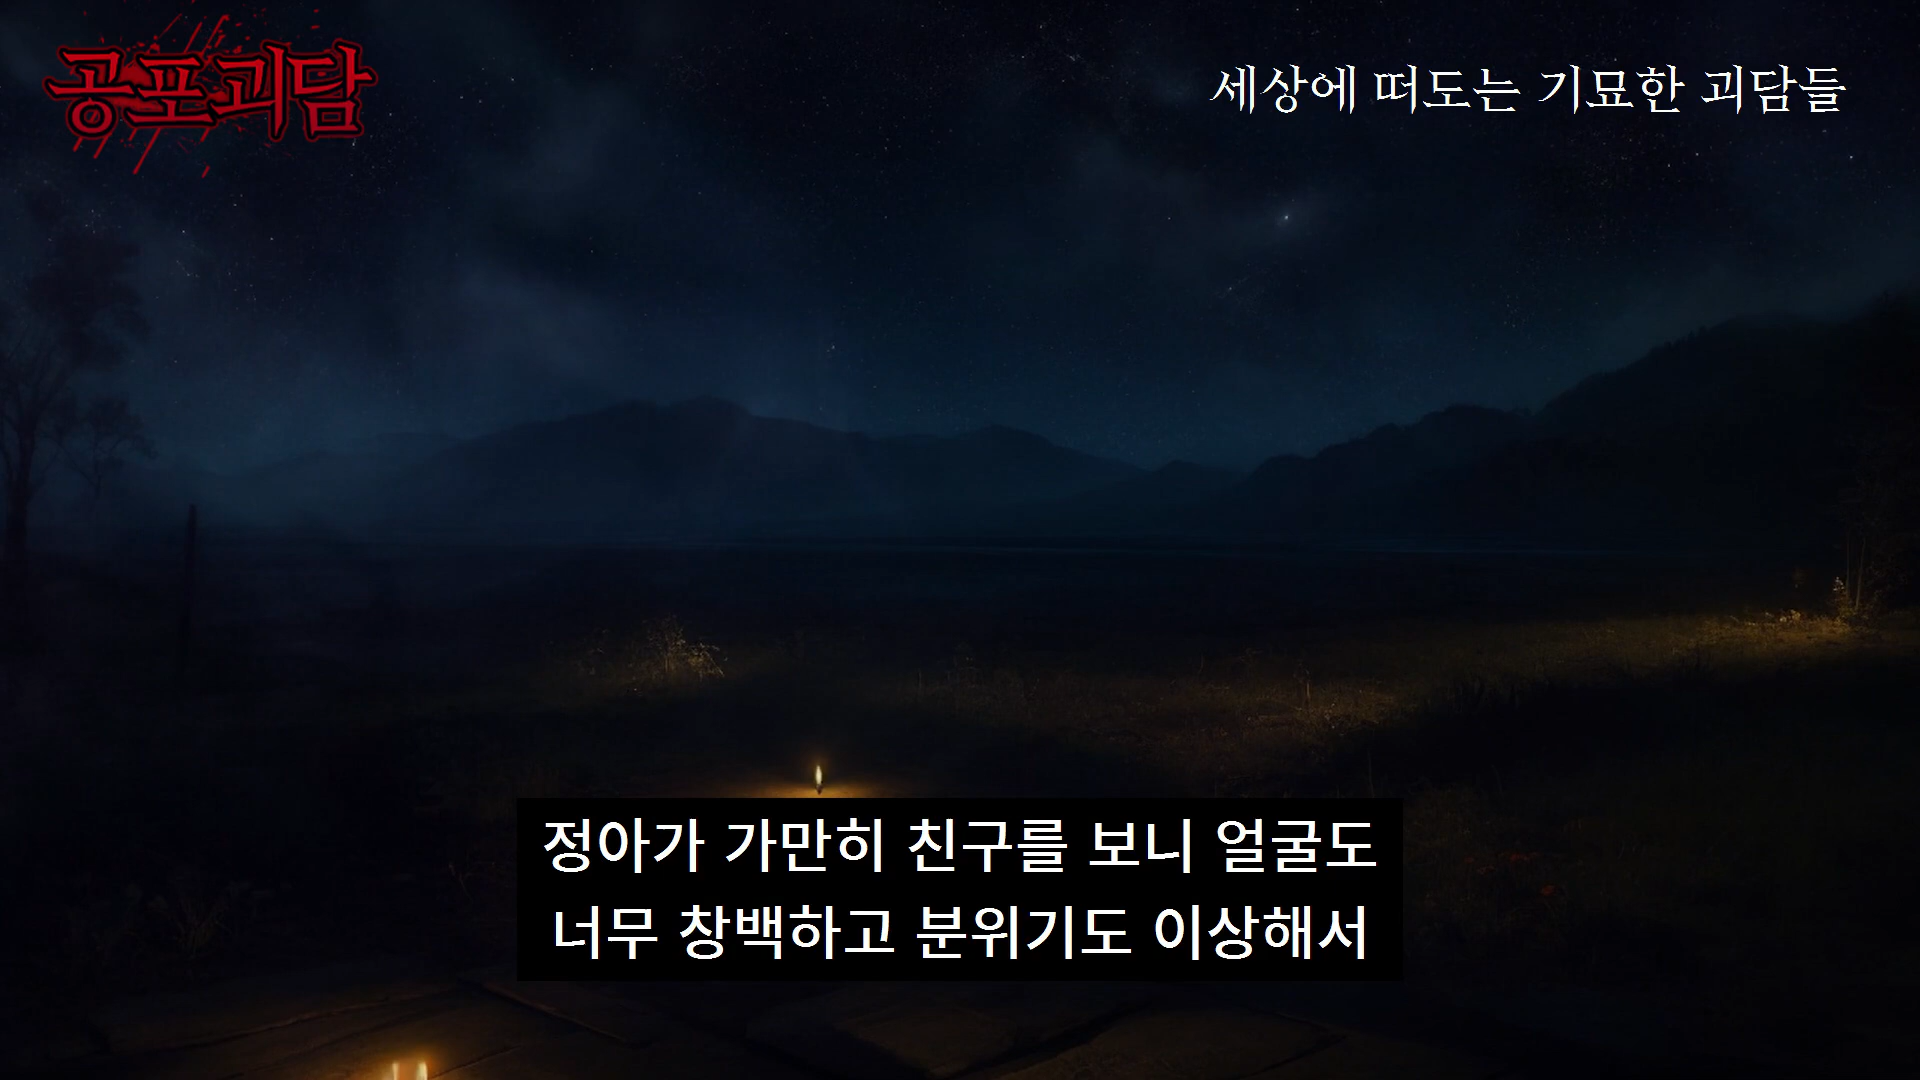 공포괴담
세상에 떠도는 기묘한 괴담들
정아가 가만히 친구를 보니 얼굴도
너무 창백하고 분위기도 이상해서